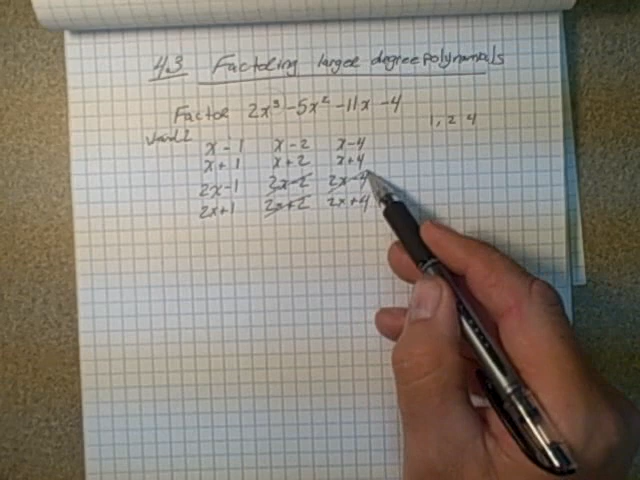 4.3 Factoring larger degree polynomials
Factor 2x³ -5x² -11x -4
1, 2 4
x-1 x-2 x-4
x+1 x+2 x+4
2x-1 2x-2 2x-4
2x+1 2x+2 2x+4